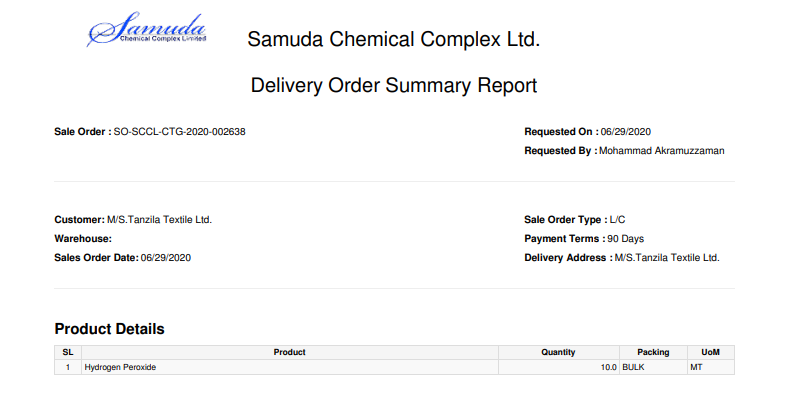 Samuda
Chemical Complex Limited
Samuda Chemical Complex Ltd.
Delivery Order Summary Report
Sale Order : SO-SCCL-CTG-2020-002638
Requested On : 06/29/2020
Requested By : Mohammad Akramuzzaman
Customer: M/S.Tanzila Textile Ltd.
Warehouse:
Sales Order Date: 06/29/2020
Sale Order Type : L/C
Payment Terms : 90 Days
Delivery Address : M/S.Tanzila Textile Ltd.
Product Details
SL Product Quantity Packing UoM
1 Hydrogen Peroxide 10.0 BULK MT